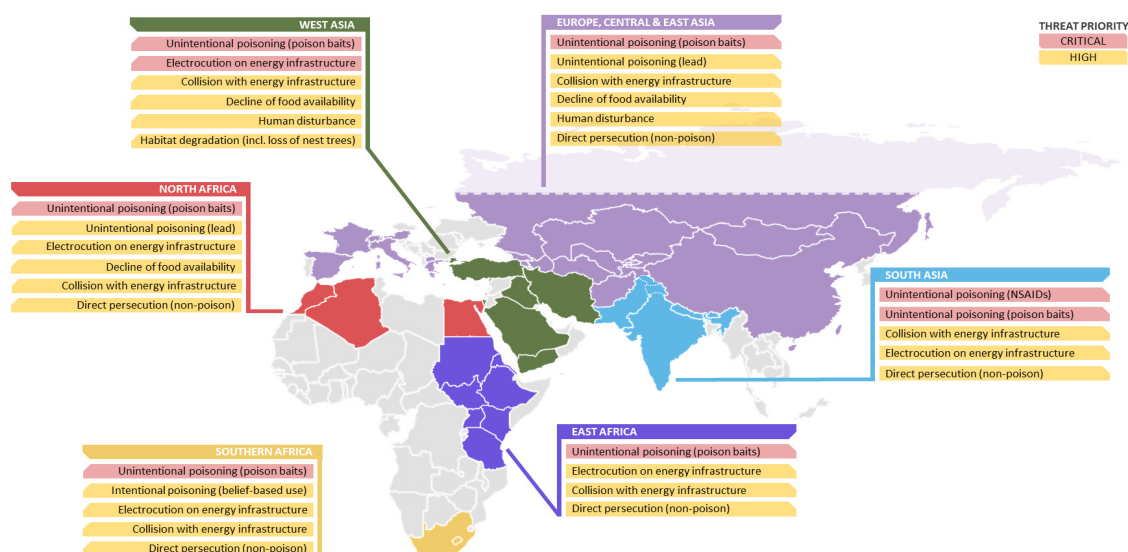 WEST ASIA
Unintentional poisoning (poison baits)
Electrocution on energy infrastructure
Collision with energy infrastructure
Decline of food availability
Human disturbance
Habitat degradation (incl. loss of nest trees)
EUROPE, CENTRAL & EAST ASIA
Unintentional poisoning (poison baits)
Unintentional poisoning (lead)
Collision with energy infrastructure
Decline of food availability
Human disturbance
Direct persecution (non-poison)
THREAT PRIORITY
CRITICAL
HIGH
NORTH AFRICA
Unintentional poisoning (poison baits)
Unintentional poisoning (lead)
Electrocution on energy infrastructure
Decline of food availability
Collision with energy infrastructure
Direct persecution (non-poison)
SOUTH ASIA
Unintentional poisoning (NSAIDs)
Unintentional poisoning (poison baits)
Collision with energy infrastructure
Electrocution on energy infrastructure
Direct persecution (non-poison)
EAST AFRICA
Unintentional poisoning (poison baits)
Electrocution on energy infrastructure
Collision with energy infrastructure
Direct persecution (non-poison)
SOUTHERN AFRICA
Unintentional poisoning (poison baits)
Intentional poisoning (belief-based use)
Electrocution on energy infrastructure
Collision with energy infrastructure
Direct persecution (non-poison)